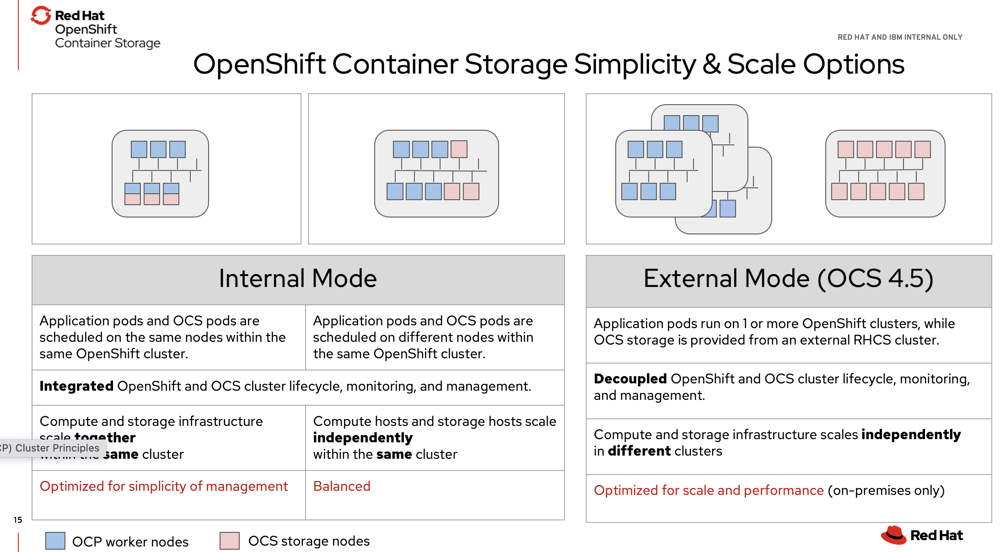 Red Hat
OpenShift
Container Storage
RED HAT AND IBM INTERNAL ONLY
OpenShift Container Storage Simplicity & Scale Options
Internal Mode
Application pods and OCS pods are
scheduled on the same nodes within the
same OpenShift cluster.
Application pods and OCS pods are
scheduled on different nodes within
the same OpenShift cluster.
Integrated OpenShift and OCS cluster lifecycle, monitoring, and management.
Compute and storage infrastructure
scale together
within the same cluster
Compute hosts and storage hosts scale
independently
within the same cluster
Optimized for simplicity of management
Balanced
External Mode (OCS 4.5)
Application pods run on 1 or more OpenShift clusters, while
OCS storage is provided from an external RHCS cluster.
Decoupled OpenShift and OCS cluster lifecycle, monitoring,
and management.
Compute and storage infrastructure scales independently
in different clusters
Optimized for scale and performance (on-premises only)
CP) Cluster Principles
15
OCP worker nodes
OCS storage nodes
Red Hat